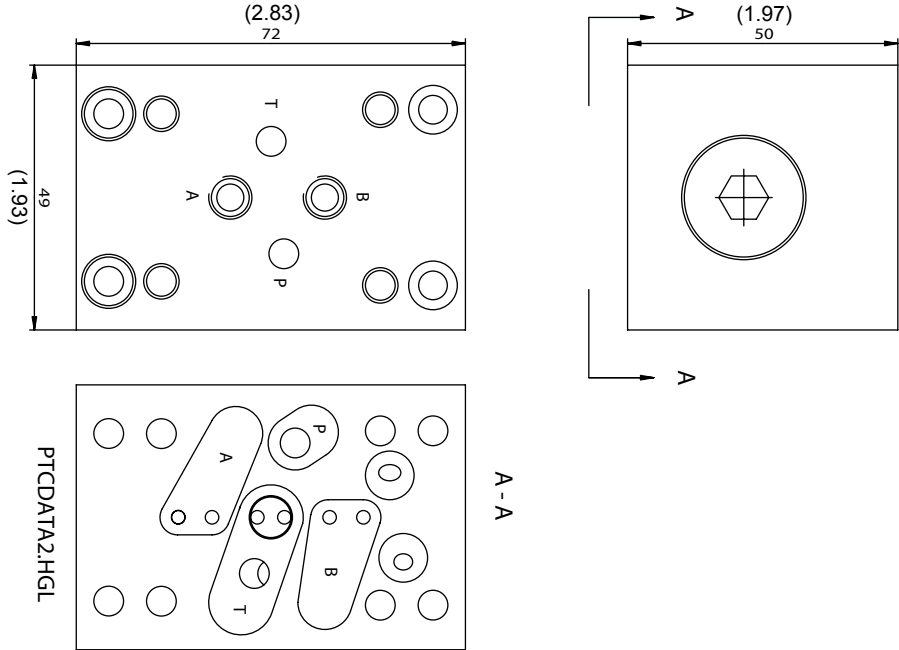 (2.83)
72
A
(1.97)
50
T
A
B
P
49
(1.93)
A
A
P
B
T
A - A
PTCDATA2.HGL